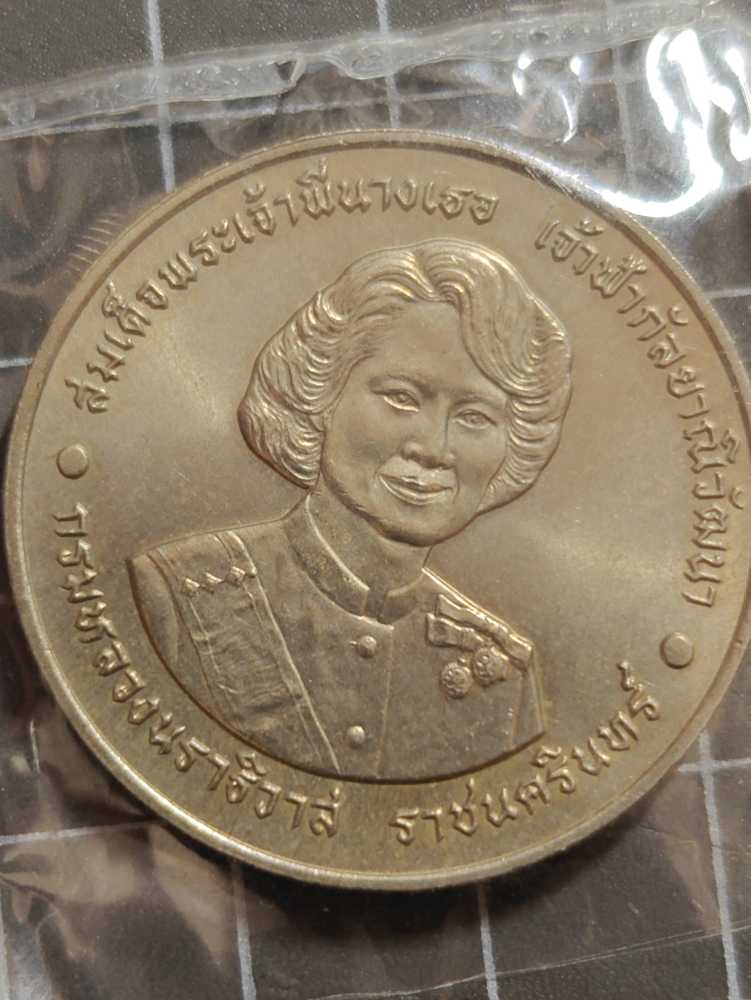 สมเด็จพระเจ้าพี่นางเธอ เจ้าฟ้ากัลยาณิวัฒนา
กรมหลวงนราธิวาส ราชนครินทร์